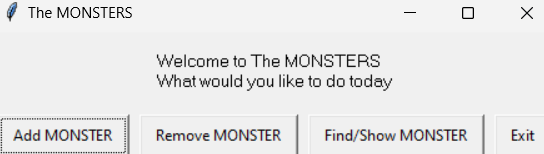 The MONSTERS
Welcome to The MONSTERS
What would you like to do today
Add MONSTER Remove MONSTER Find/Show MONSTER Exit